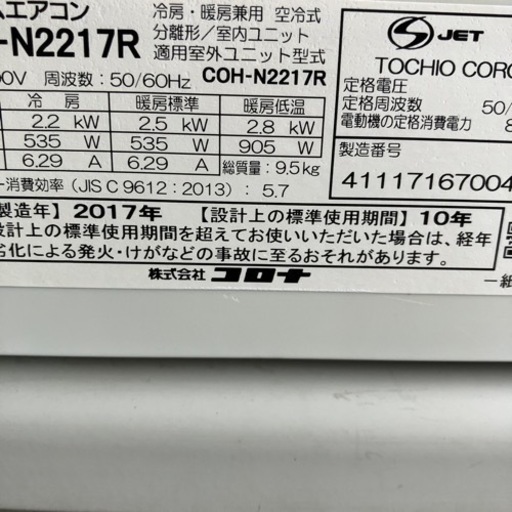 ムエアコン
冷房・暖房兼用 空冷式
-N2217R
分離形/室内ユニット
適用室外ユニット型式
00V 周波数:50/60Hz COH-N2217R
冷 房 暖房標準 暖房低温
2.2 kW 2.5 kW 2.8 kW
535 W 535 W 905 W
6.29 A 6.29 A 総質量:9.5kg
ー消費効率(JIS C 9612:2013):5.7
S JET
TOCHIO CORO
定格電圧
定格周波数 50/
電動機の定格消費電力 8
製造番号
41117167004
製造年】2017年 【設計上の標準使用期間】10年
設計上の標準使用期間を超えてお使いいただいた場合は、経年
劣化による発火・けがなどの事故に至るおそれがあります。
株式会社 コロナ
一紙